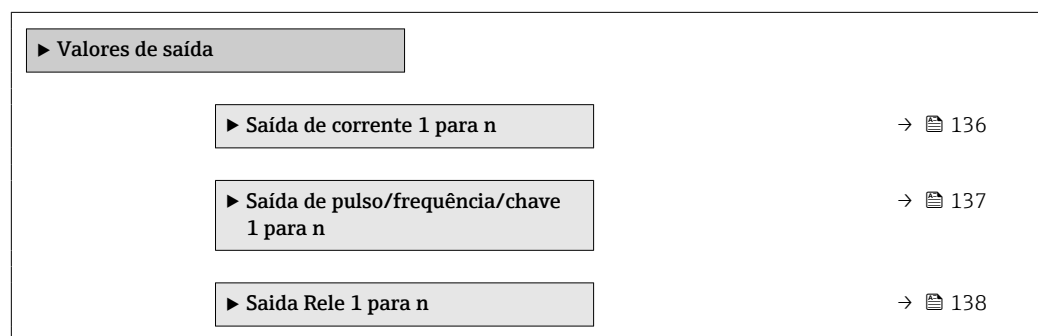 ▶ Valores de saída
▶ Saída de corrente 1 para n → 136
▶ Saída de pulso/frequência/chave → 137
1 para n
▶ Saida Rele 1 para n → 138